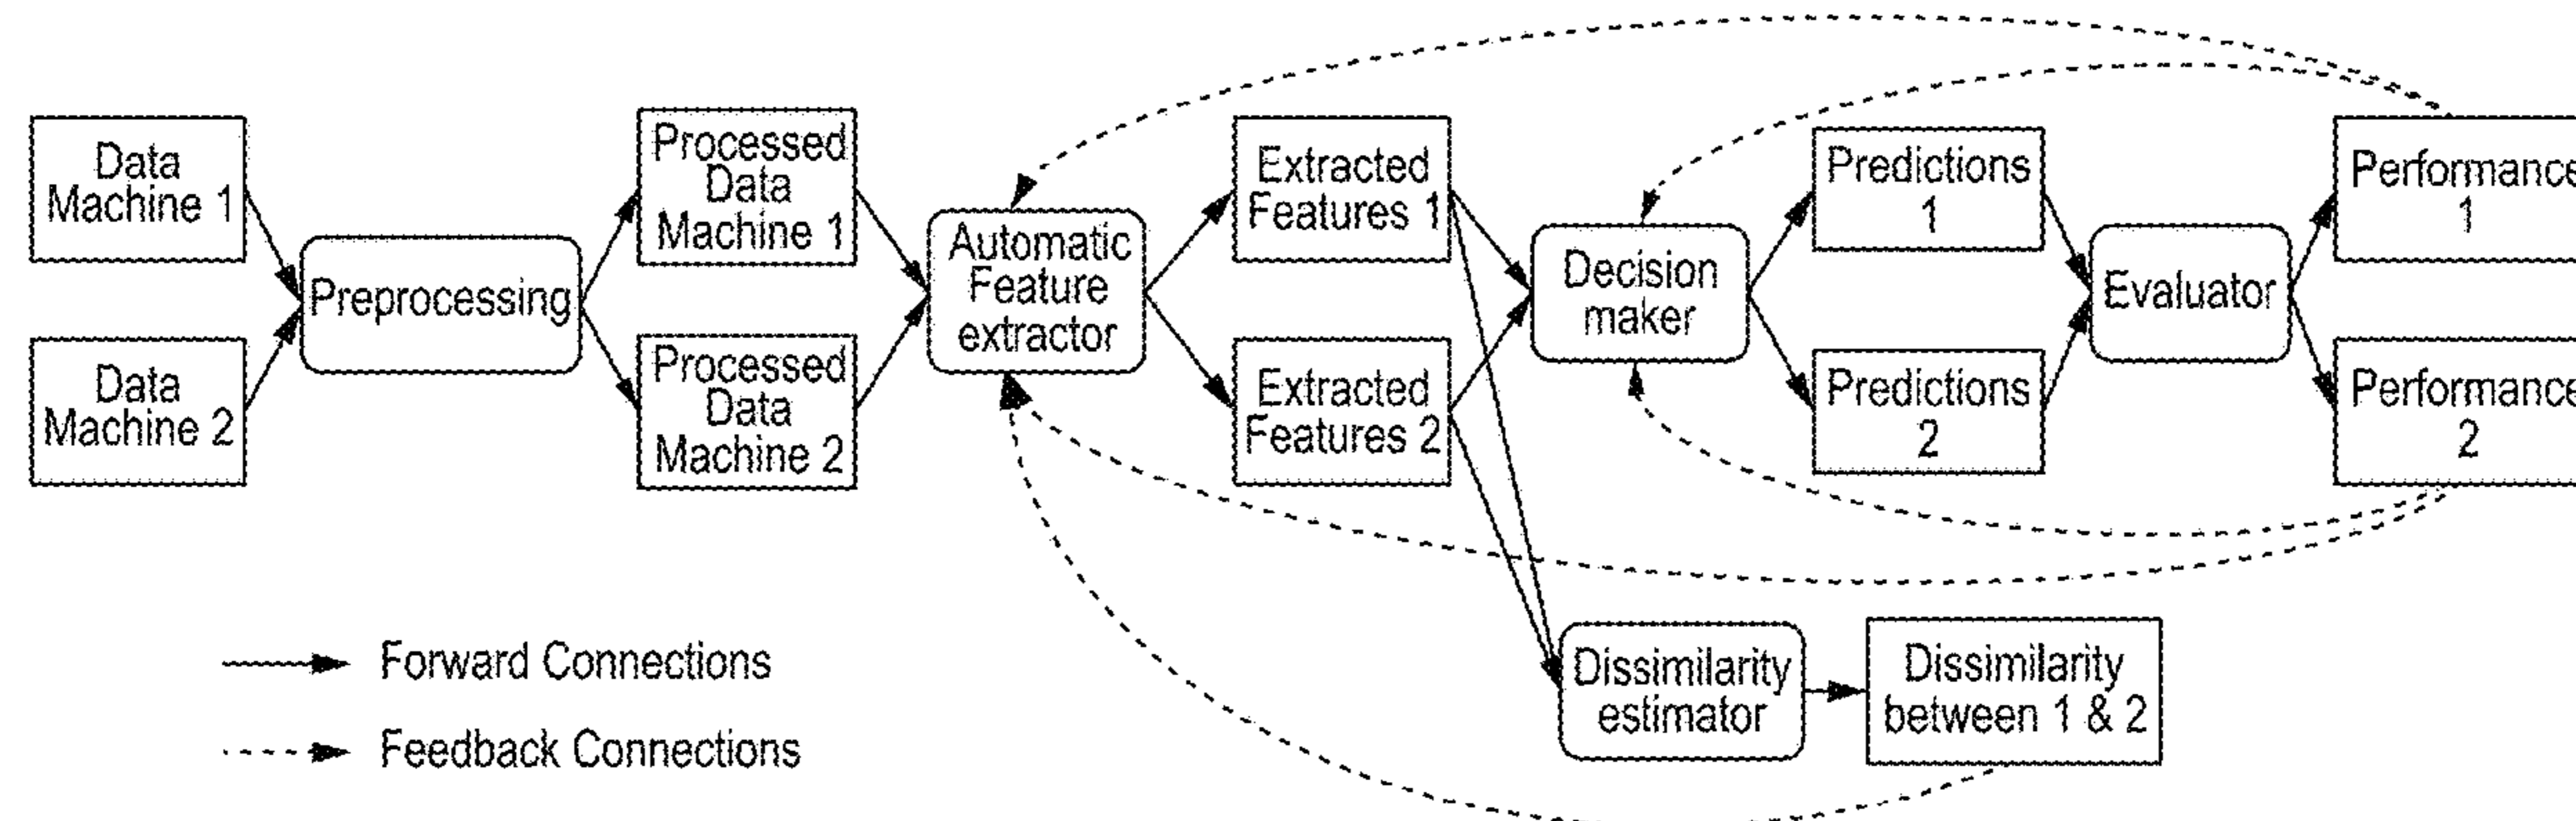 Data
Machine 1
Data
Machine 2
Preprocessing
Processed
Data
Machine 1
Processed
Data
Machine 2
Automatic
Feature
extractor
Extracted
Features 1
Extracted
Features 2
Decision
maker
Predictions
1
Predictions
2
Evaluator
Performance
1
Performance
2
Dissimilarity
estimator
Dissimilarity
between 1 & 2
Forward Connections
Feedback Connections